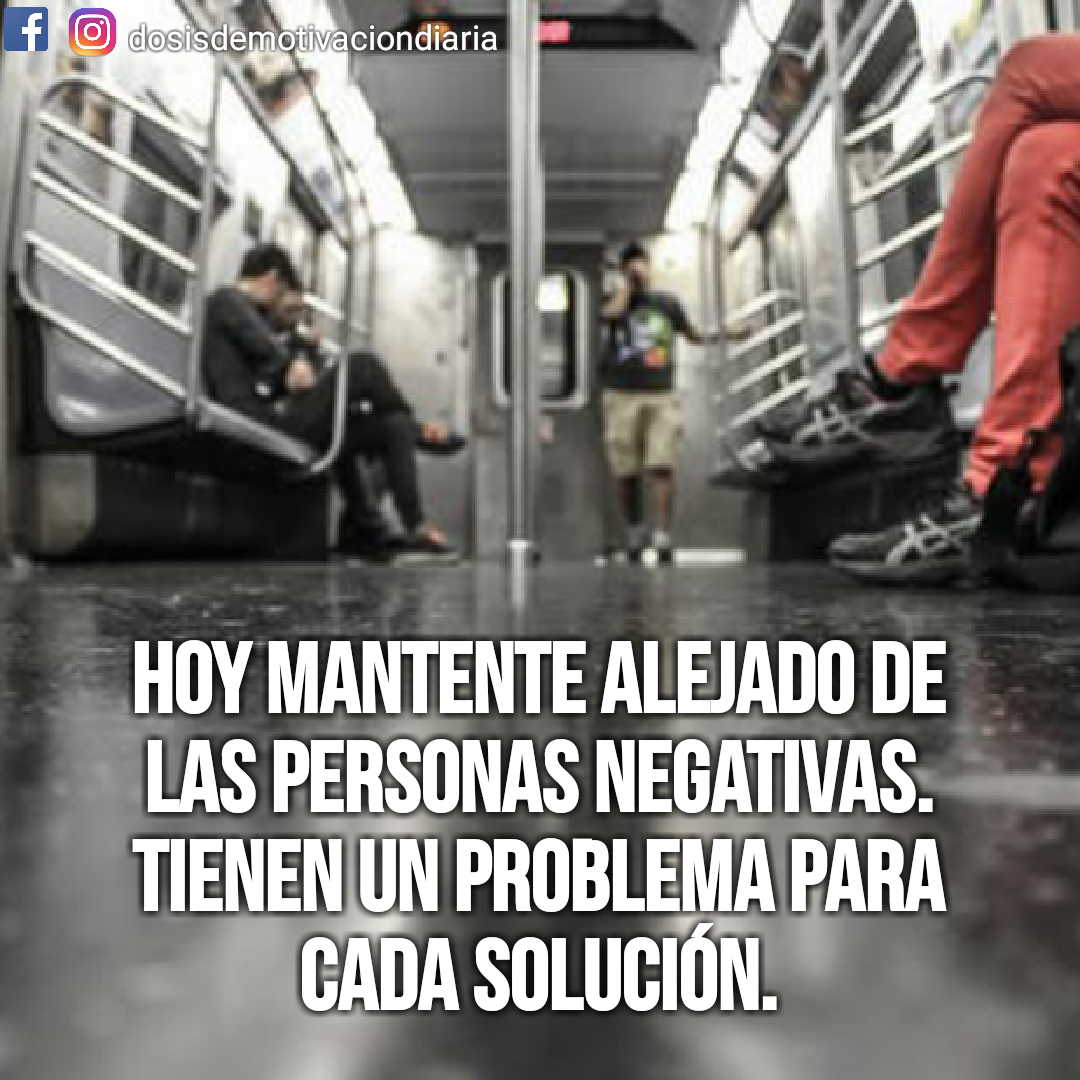 dosisdemotivaciondiaria
HOY MANTENTE ALEJADO DE
LAS PERSONAS NEGATIVAS.
TIENEN UN PROBLEMA PARA
CADA SOLUCIÓN.